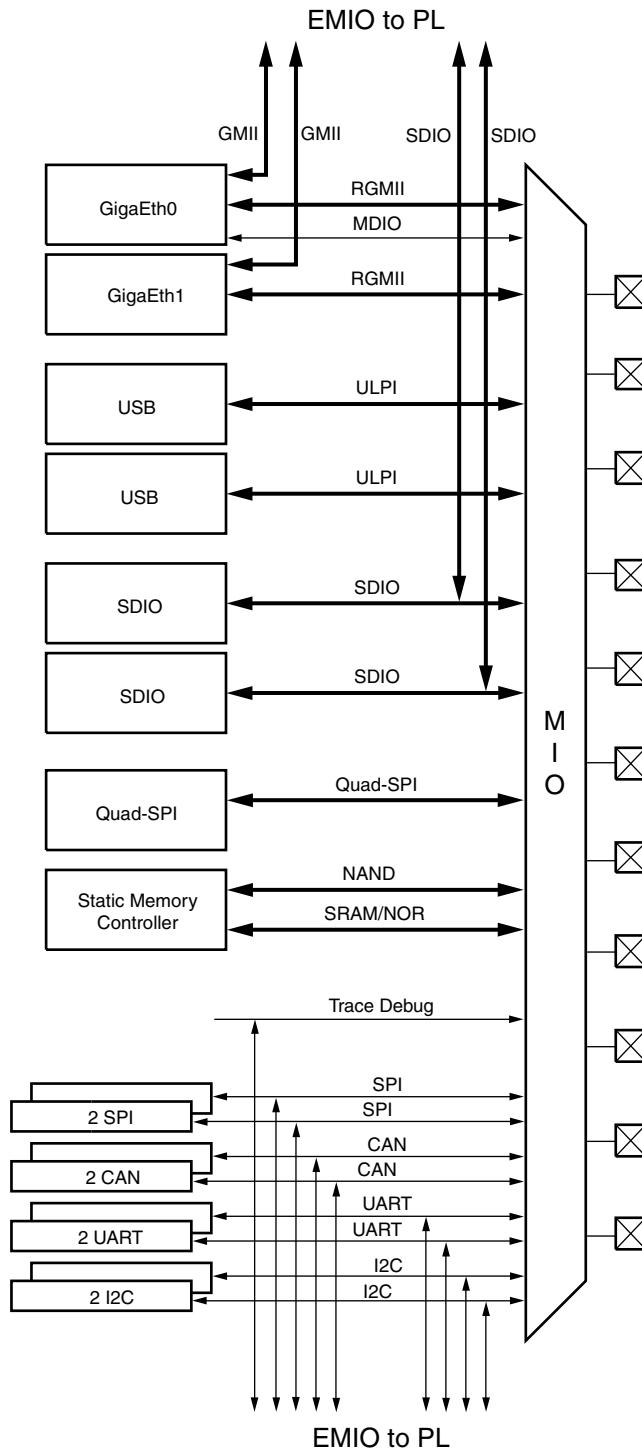 EMIO to PL
GMII
GMII
SDIO
SDIO
GigaEth0
RGMII
MDIO
GigaEth1
RGMII
USB
ULPI
USB
ULPI
SDIO
SDIO
SDIO
SDIO
M
I
O
Quad-SPI
Quad-SPI
Static Memory
Controller
NAND
SRAM/NOR
Trace Debug
SPI
2 SPI
SPI
CAN
2 CAN
CAN
UART
2 UART
UART
I2C
2 I2C
I2C
EMIO to PL